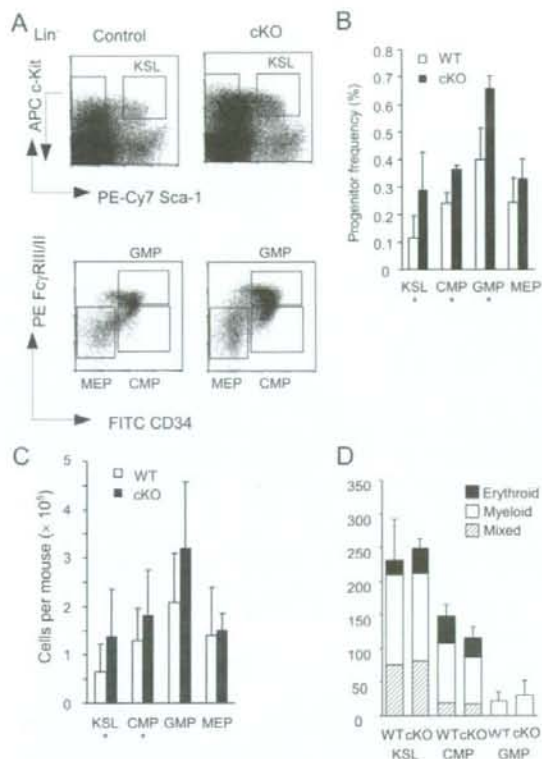 A
Lin⁻
Control
cKO
KSL
KSL
APC c-Kit
PE-Cy7 Sca-1
GMP
GMP
PE FcγRIII/II
MEP
CMP
MEP
CMP
FITC CD34
B
WT
cKO
Progenitor frequency (%)
0.8
0.7
0.6
0.5
0.4
0.3
0.2
0.1
0
KSL
CMP
GMP
MEP
*
*
*
C
WT
cKO
5
4
3
2
1
0
KSL
CMP
GMP
MEP
*
*
D
Erythroid
Myeloid
Mixed
350
300
250
200
150
100
50
0
WT cKO
WT cKO
WT cKO
KSL
CMP
GMP